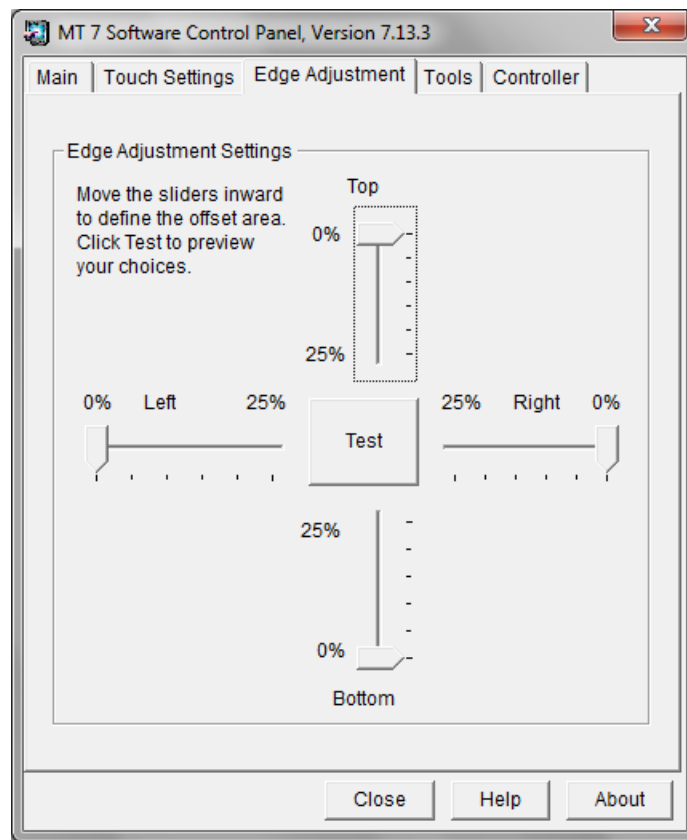 MT 7 Software Control Panel, Version 7.13.3
Main Touch Settings Edge Adjustment Tools Controller
Edge Adjustment Settings
Move the sliders inward
to define the offset area.
Click Test to preview
your choices.
Top
0%
25%
0% Left 25%
Test
25% Right 0%
25%
0%
Bottom
Close Help About